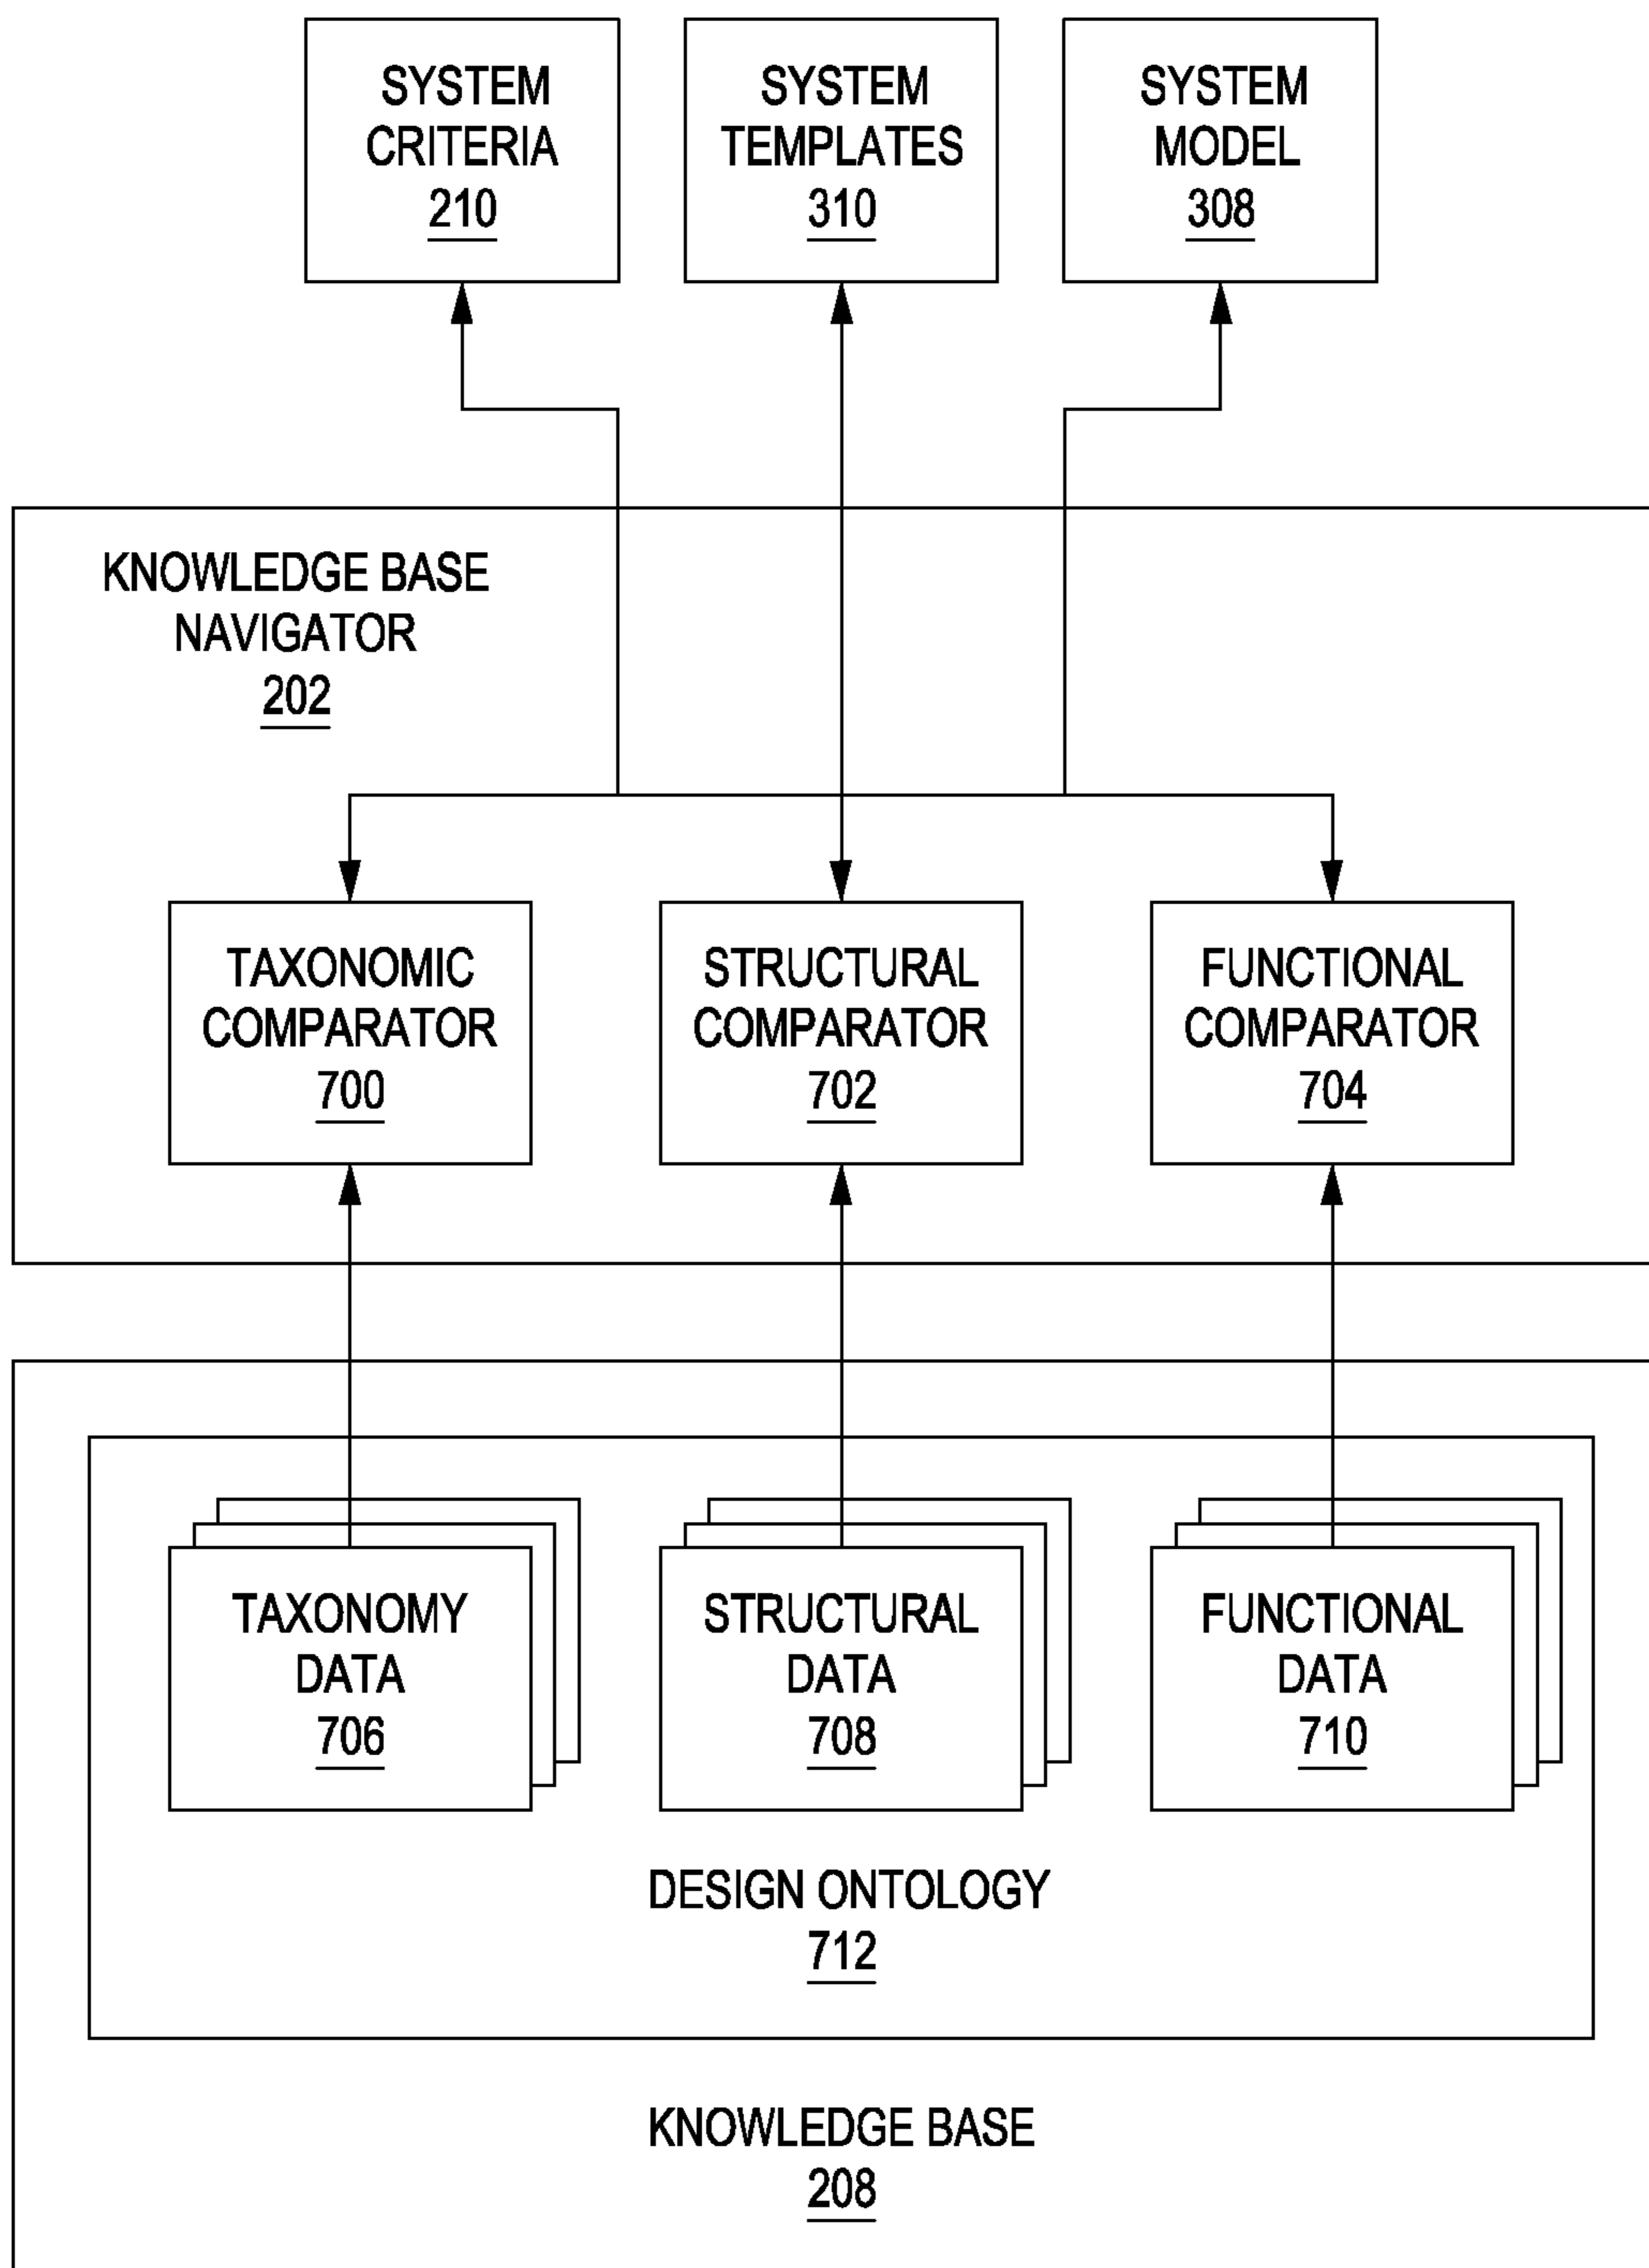 SYSTEM
CRITERIA
210
SYSTEM
TEMPLATES
310
SYSTEM
MODEL
308
KNOWLEDGE BASE
NAVIGATOR
202
TAXONOMIC
COMPARATOR
700
STRUCTURAL
COMPARATOR
702
FUNCTIONAL
COMPARATOR
704
TAXONOMY
DATA
706
STRUCTURAL
DATA
708
FUNCTIONAL
DATA
710
DESIGN ONTOLOGY
712
KNOWLEDGE BASE
208